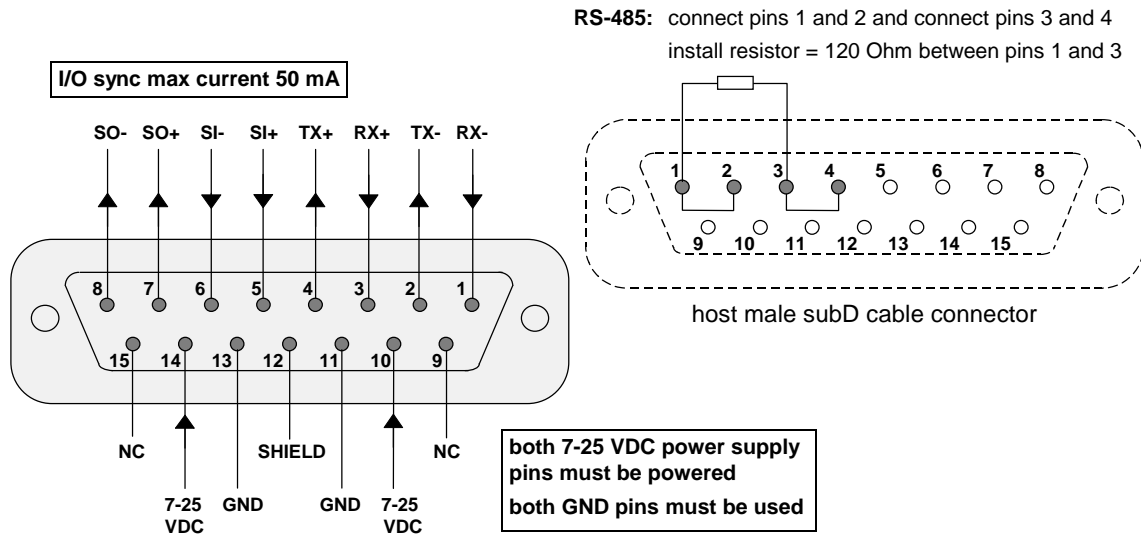 RS-485: connect pins 1 and 2 and connect pins 3 and 4
install resistor = 120 Ohm between pins 1 and 3
I/O sync max current 50 mA
SO- SO+ SI- SI+ TX+ RX+ TX- RX-
1 2 3 4 5 6 7 8
9 10 11 12 13 14 15
host male subD cable connector
8 7 6 5 4 3 2 1
15 14 13 12 11 10 9
NC SHIELD NC
7-25 VDC GND GND 7-25 VDC
both 7-25 VDC power supply
pins must be powered
both GND pins must be used